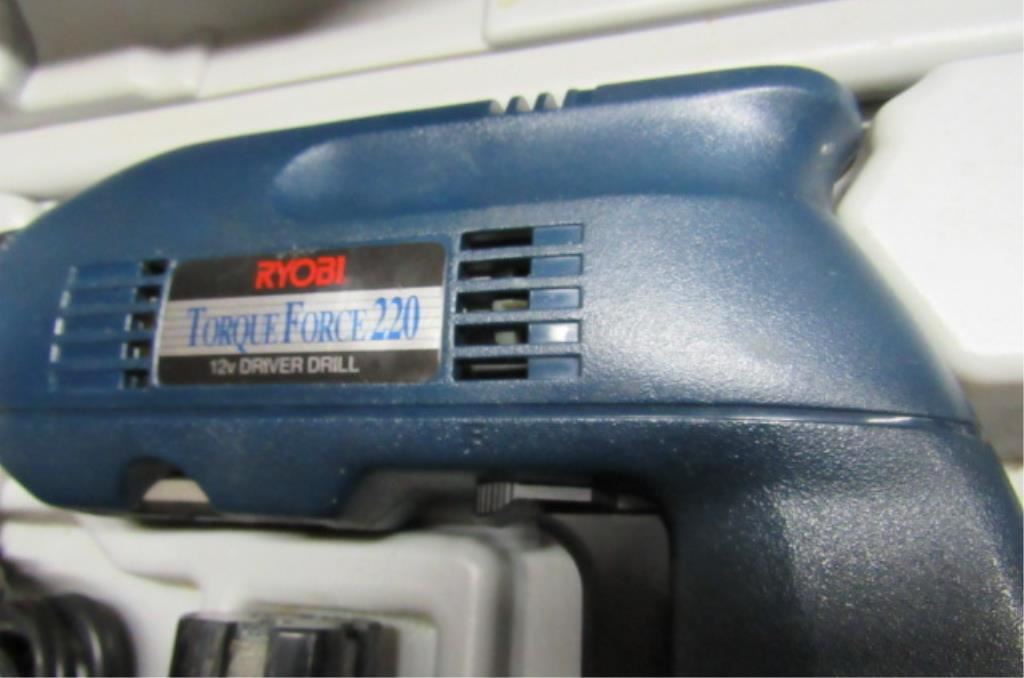 RYOBI
TORQUE FORCE 220
12v DRIVER DRILL